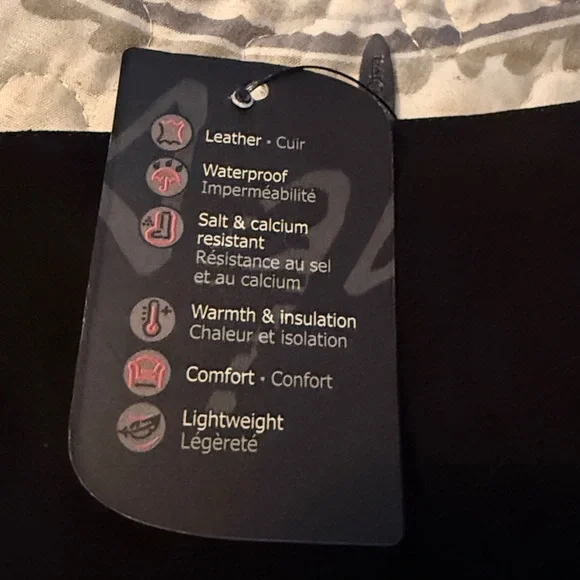 Leather • Cuir
Waterproof
Imperméabilité
Salt & calcium
resistant
Résistance au sel
et au calcium
Warmth & insulation
Chaleur et isolation
Comfort • Confort
Lightweight
Légèreté